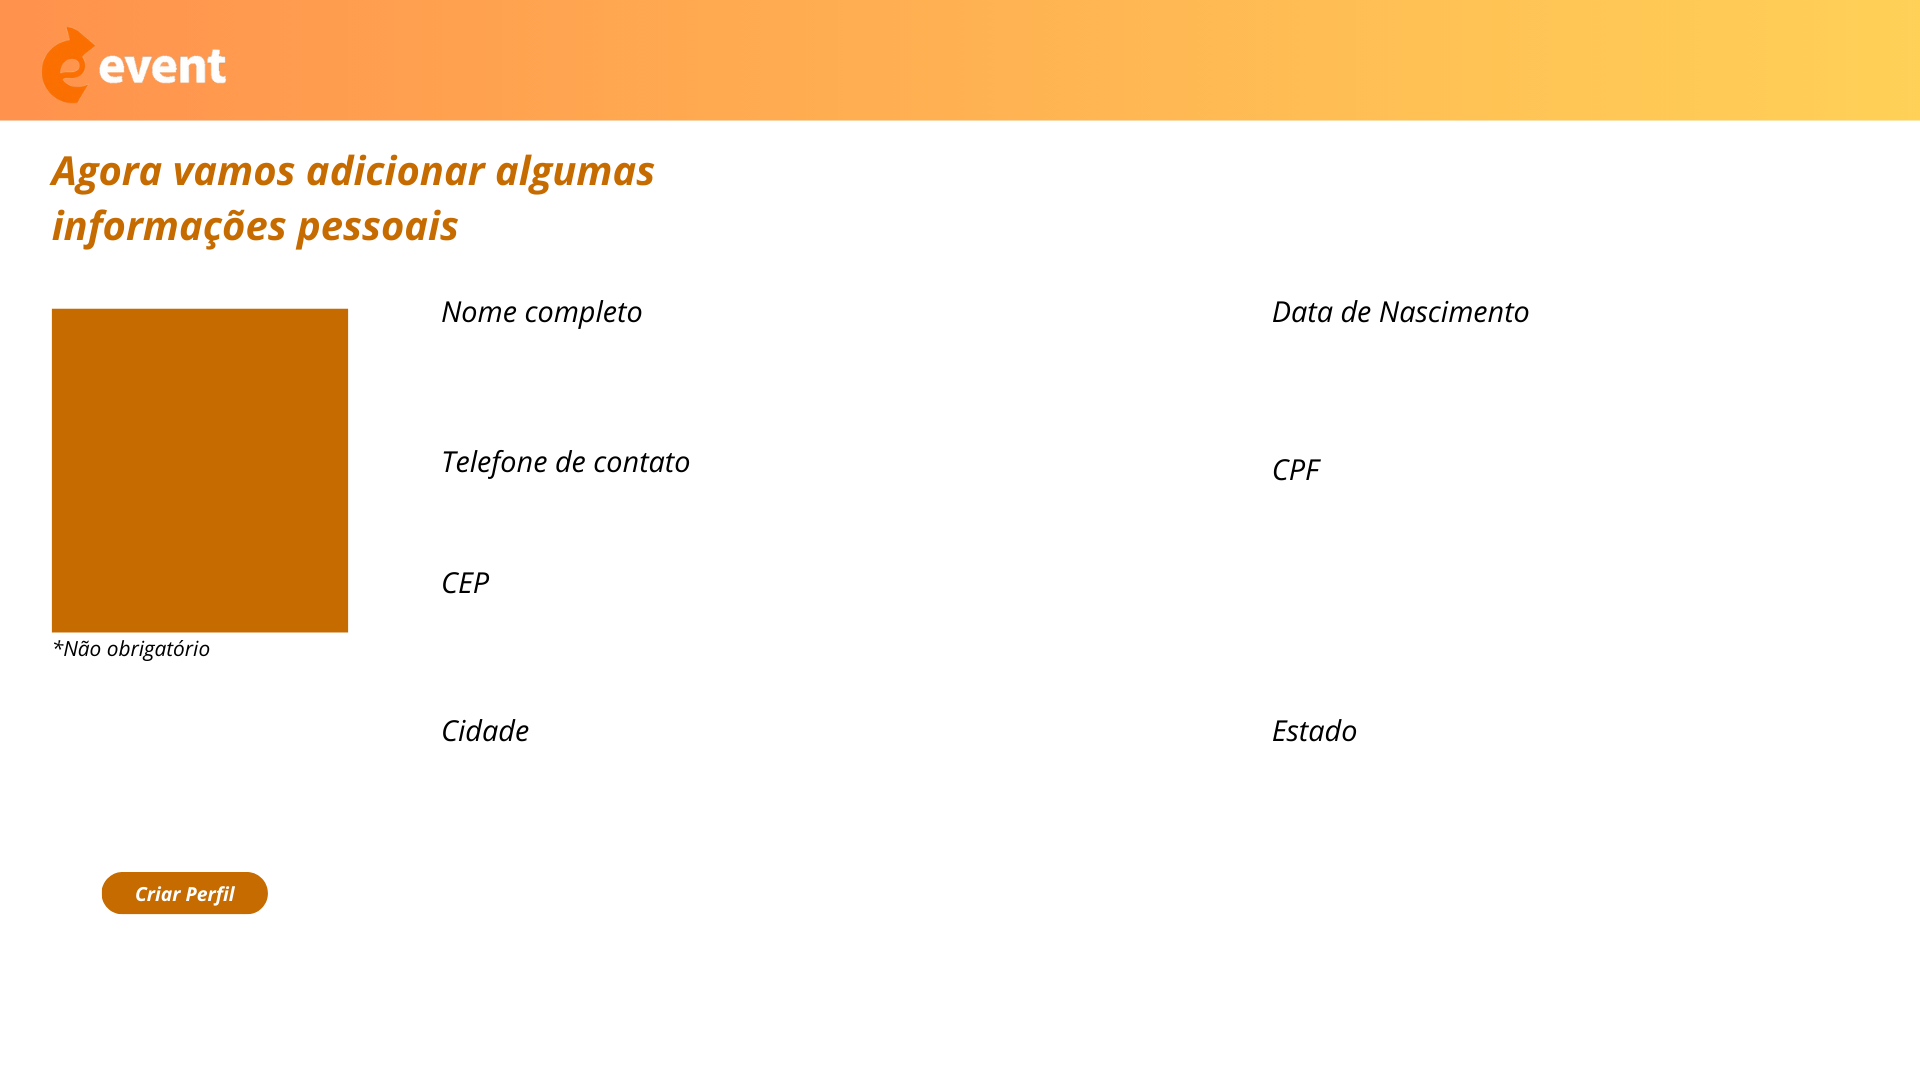 event
Agora vamos adicionar algumas
informações pessoais
Nome completo
Data de Nascimento
Telefone de contato
CPF
CEP
*Não obrigatório
Cidade
Estado
Criar Perfil